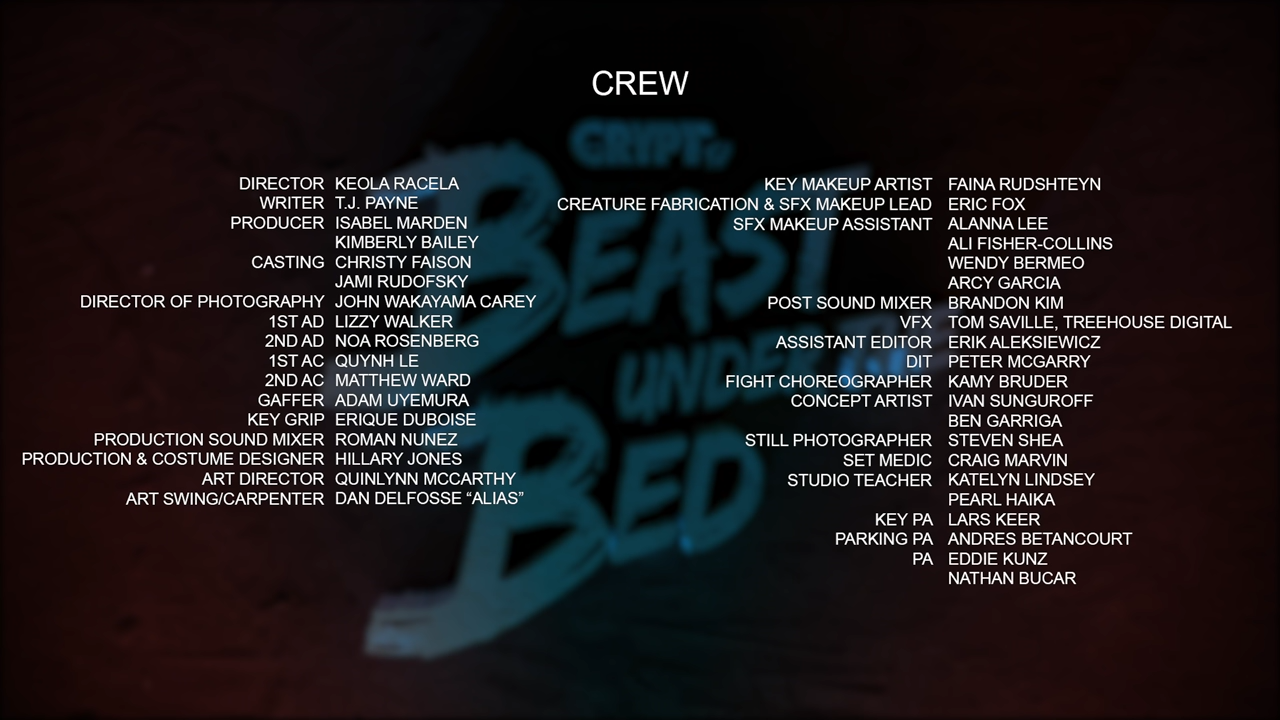 CREW
CRYPT
BEAST
UNDER
BED
DIRECTOR KEOLA RACELA
WRITER T.J. PAYNE
PRODUCER ISABEL MARDEN
KIMBERLY BAILEY
CASTING CHRISTY FAISON
JAMI RUDOFSKY
DIRECTOR OF PHOTOGRAPHY JOHN WAKAYAMA CAREY
1ST AD LIZZY WALKER
2ND AD NOA ROSENBERG
1ST AC QUYNH LE
2ND AC MATTHEW WARD
GAFFER ADAM UYEMURA
KEY GRIP ERIQUE DUBOISE
PRODUCTION SOUND MIXER ROMAN NUNEZ
PRODUCTION & COSTUME DESIGNER HILLARY JONES
ART DIRECTOR QUINLYNN MCCARTHY
ART SWING/CARPENTER DAN DELFOSSE “ALIAS”
KEY MAKEUP ARTIST FAINA RUDSHTEYN
CREATURE FABRICATION & SFX MAKEUP LEAD ERIC FOX
SFX MAKEUP ASSISTANT ALANNA LEE
ALI FISHER-COLLINS
WENDY BERMEO
ARCY GARCIA
POST SOUND MIXER BRANDON KIM
VFX TOM SAVILLE, TREEHOUSE DIGITAL
ASSISTANT EDITOR ERIK ALEKSIEWICZ
DIT PETER MCGARRY
FIGHT CHOREOGRAPHER KAMY BRUDER
CONCEPT ARTIST IVAN SUNGUROFF
BEN GARRIGA
STILL PHOTOGRAPHER STEVEN SHEA
SET MEDIC CRAIG MARVIN
STUDIO TEACHER KATELYN LINDSEY
PEARL HAIKA
KEY PA LARS KEER
PARKING PA ANDRES BETANCOURT
PA EDDIE KUNZ
NATHAN BUCAR